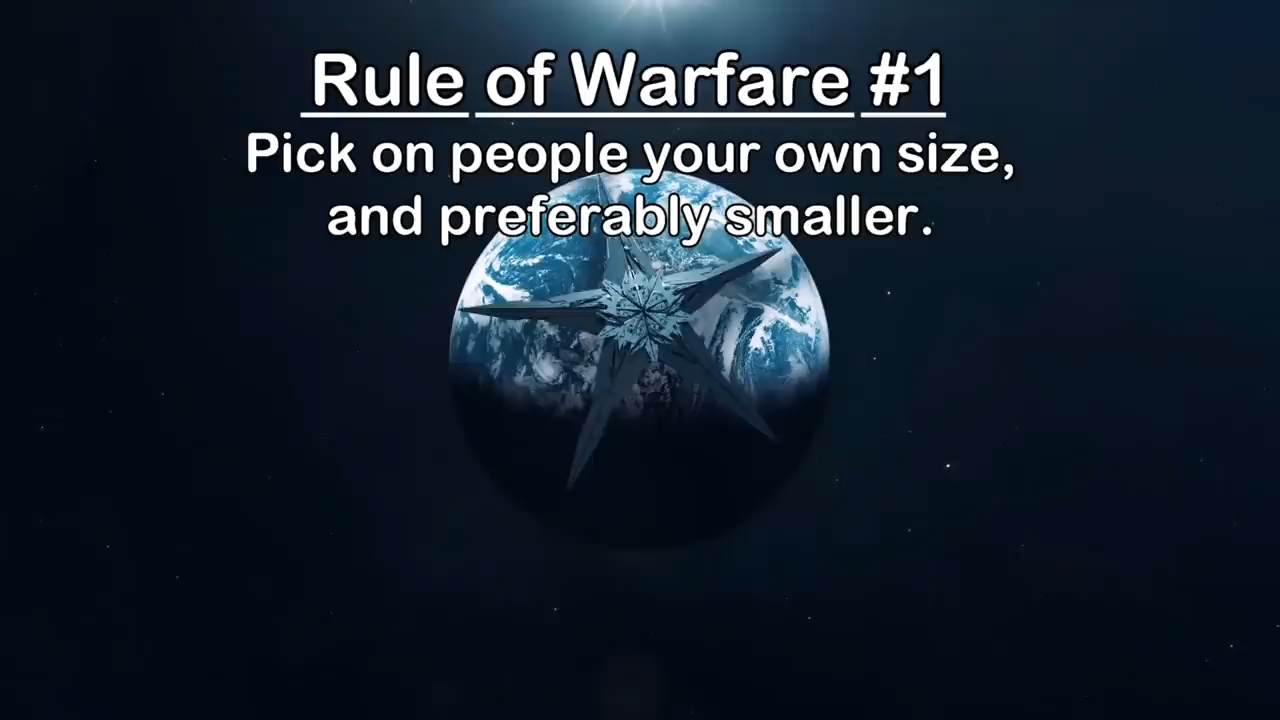 Rule of Warfare #1
Pick on people your own size,
and preferably smaller.